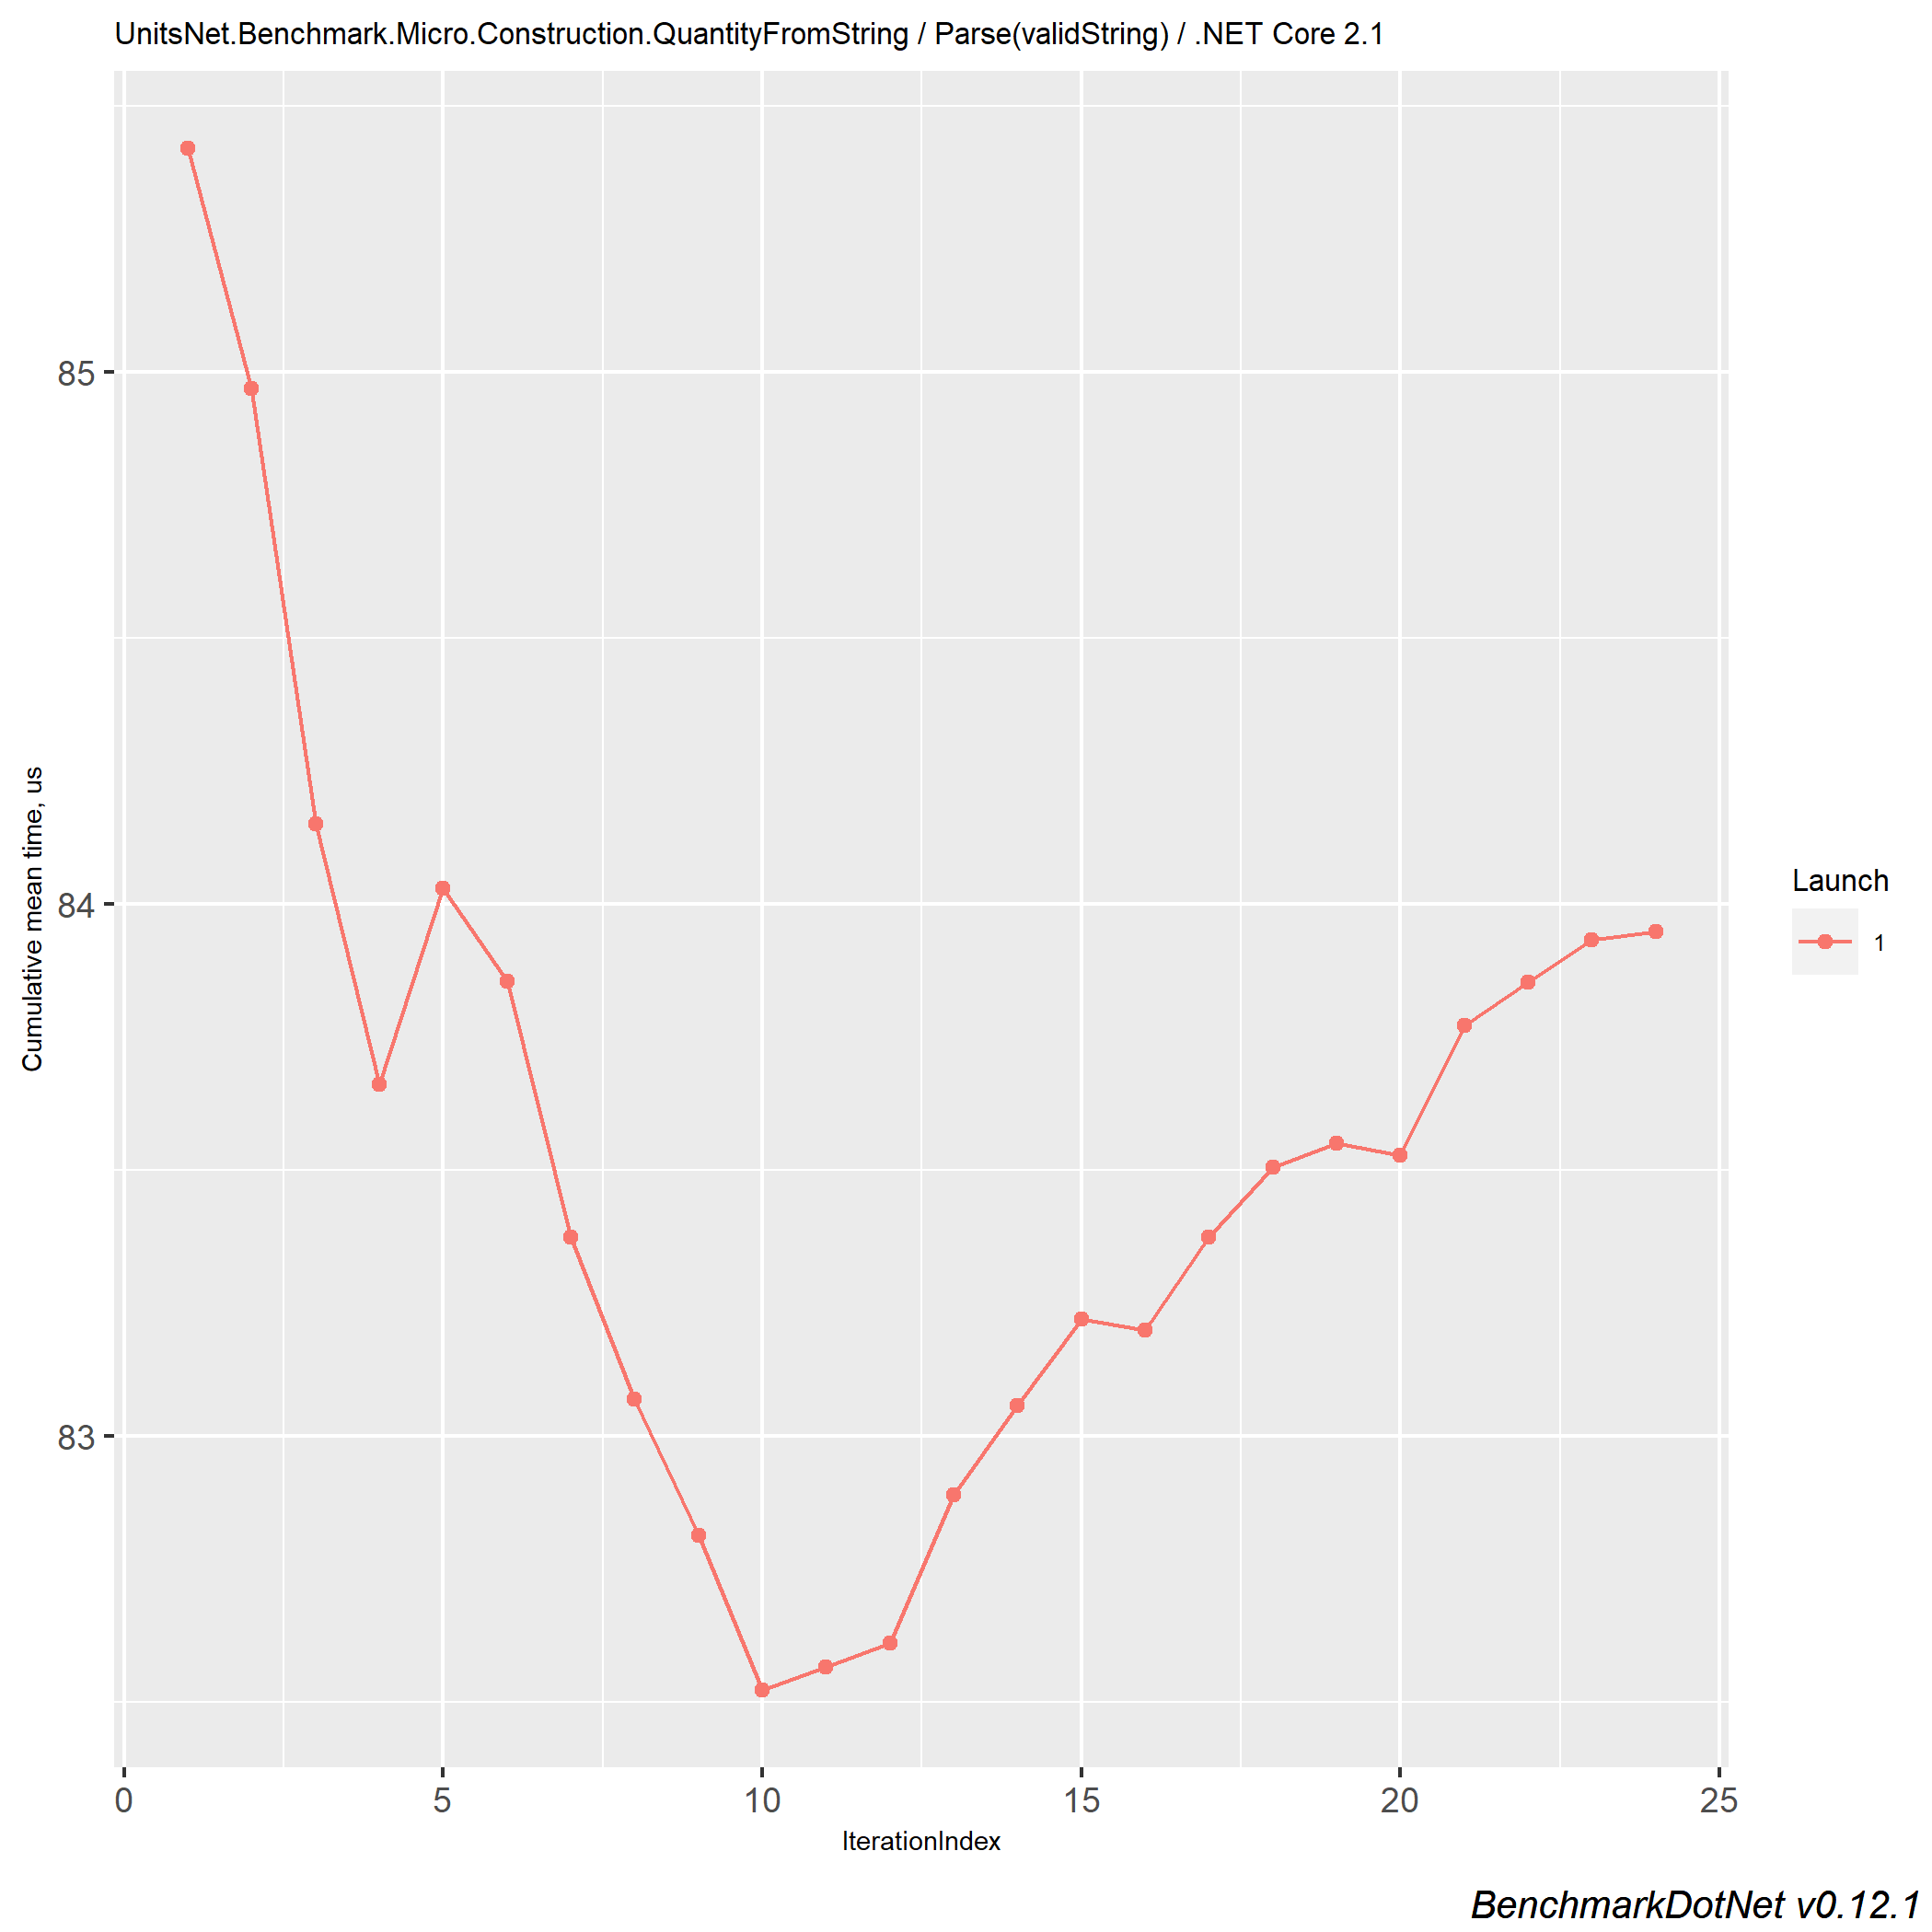 UnitsNet.Benchmark.Micro.Construction.QuantityFromString / Parse(validString) / .NET Core 2.1
Cumulative mean time, us
85
84
83
0 5 10 15 20 25
IterationIndex
Launch
1
BenchmarkDotNet v0.12.1